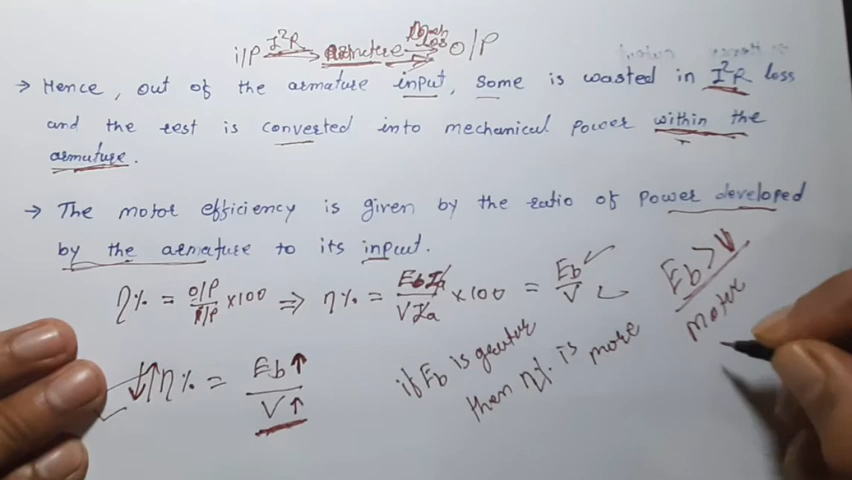 i/P I²R armature Mech loss O/P
→ Hence, out of the armature input, Some is wasted in I²R loss
and the rest is converted into mechanical power within the
armature.
→ The motor efficiency is given by the ratio of Power developed
by the armature to its input.
η% = O/P / I/P × 100 ⇒ η% = EbIa / VIa × 100 = Eb / V
Eb > V
motor
↓↑ η% = Eb↑ / V↑
if Eb is greater
then η% is more